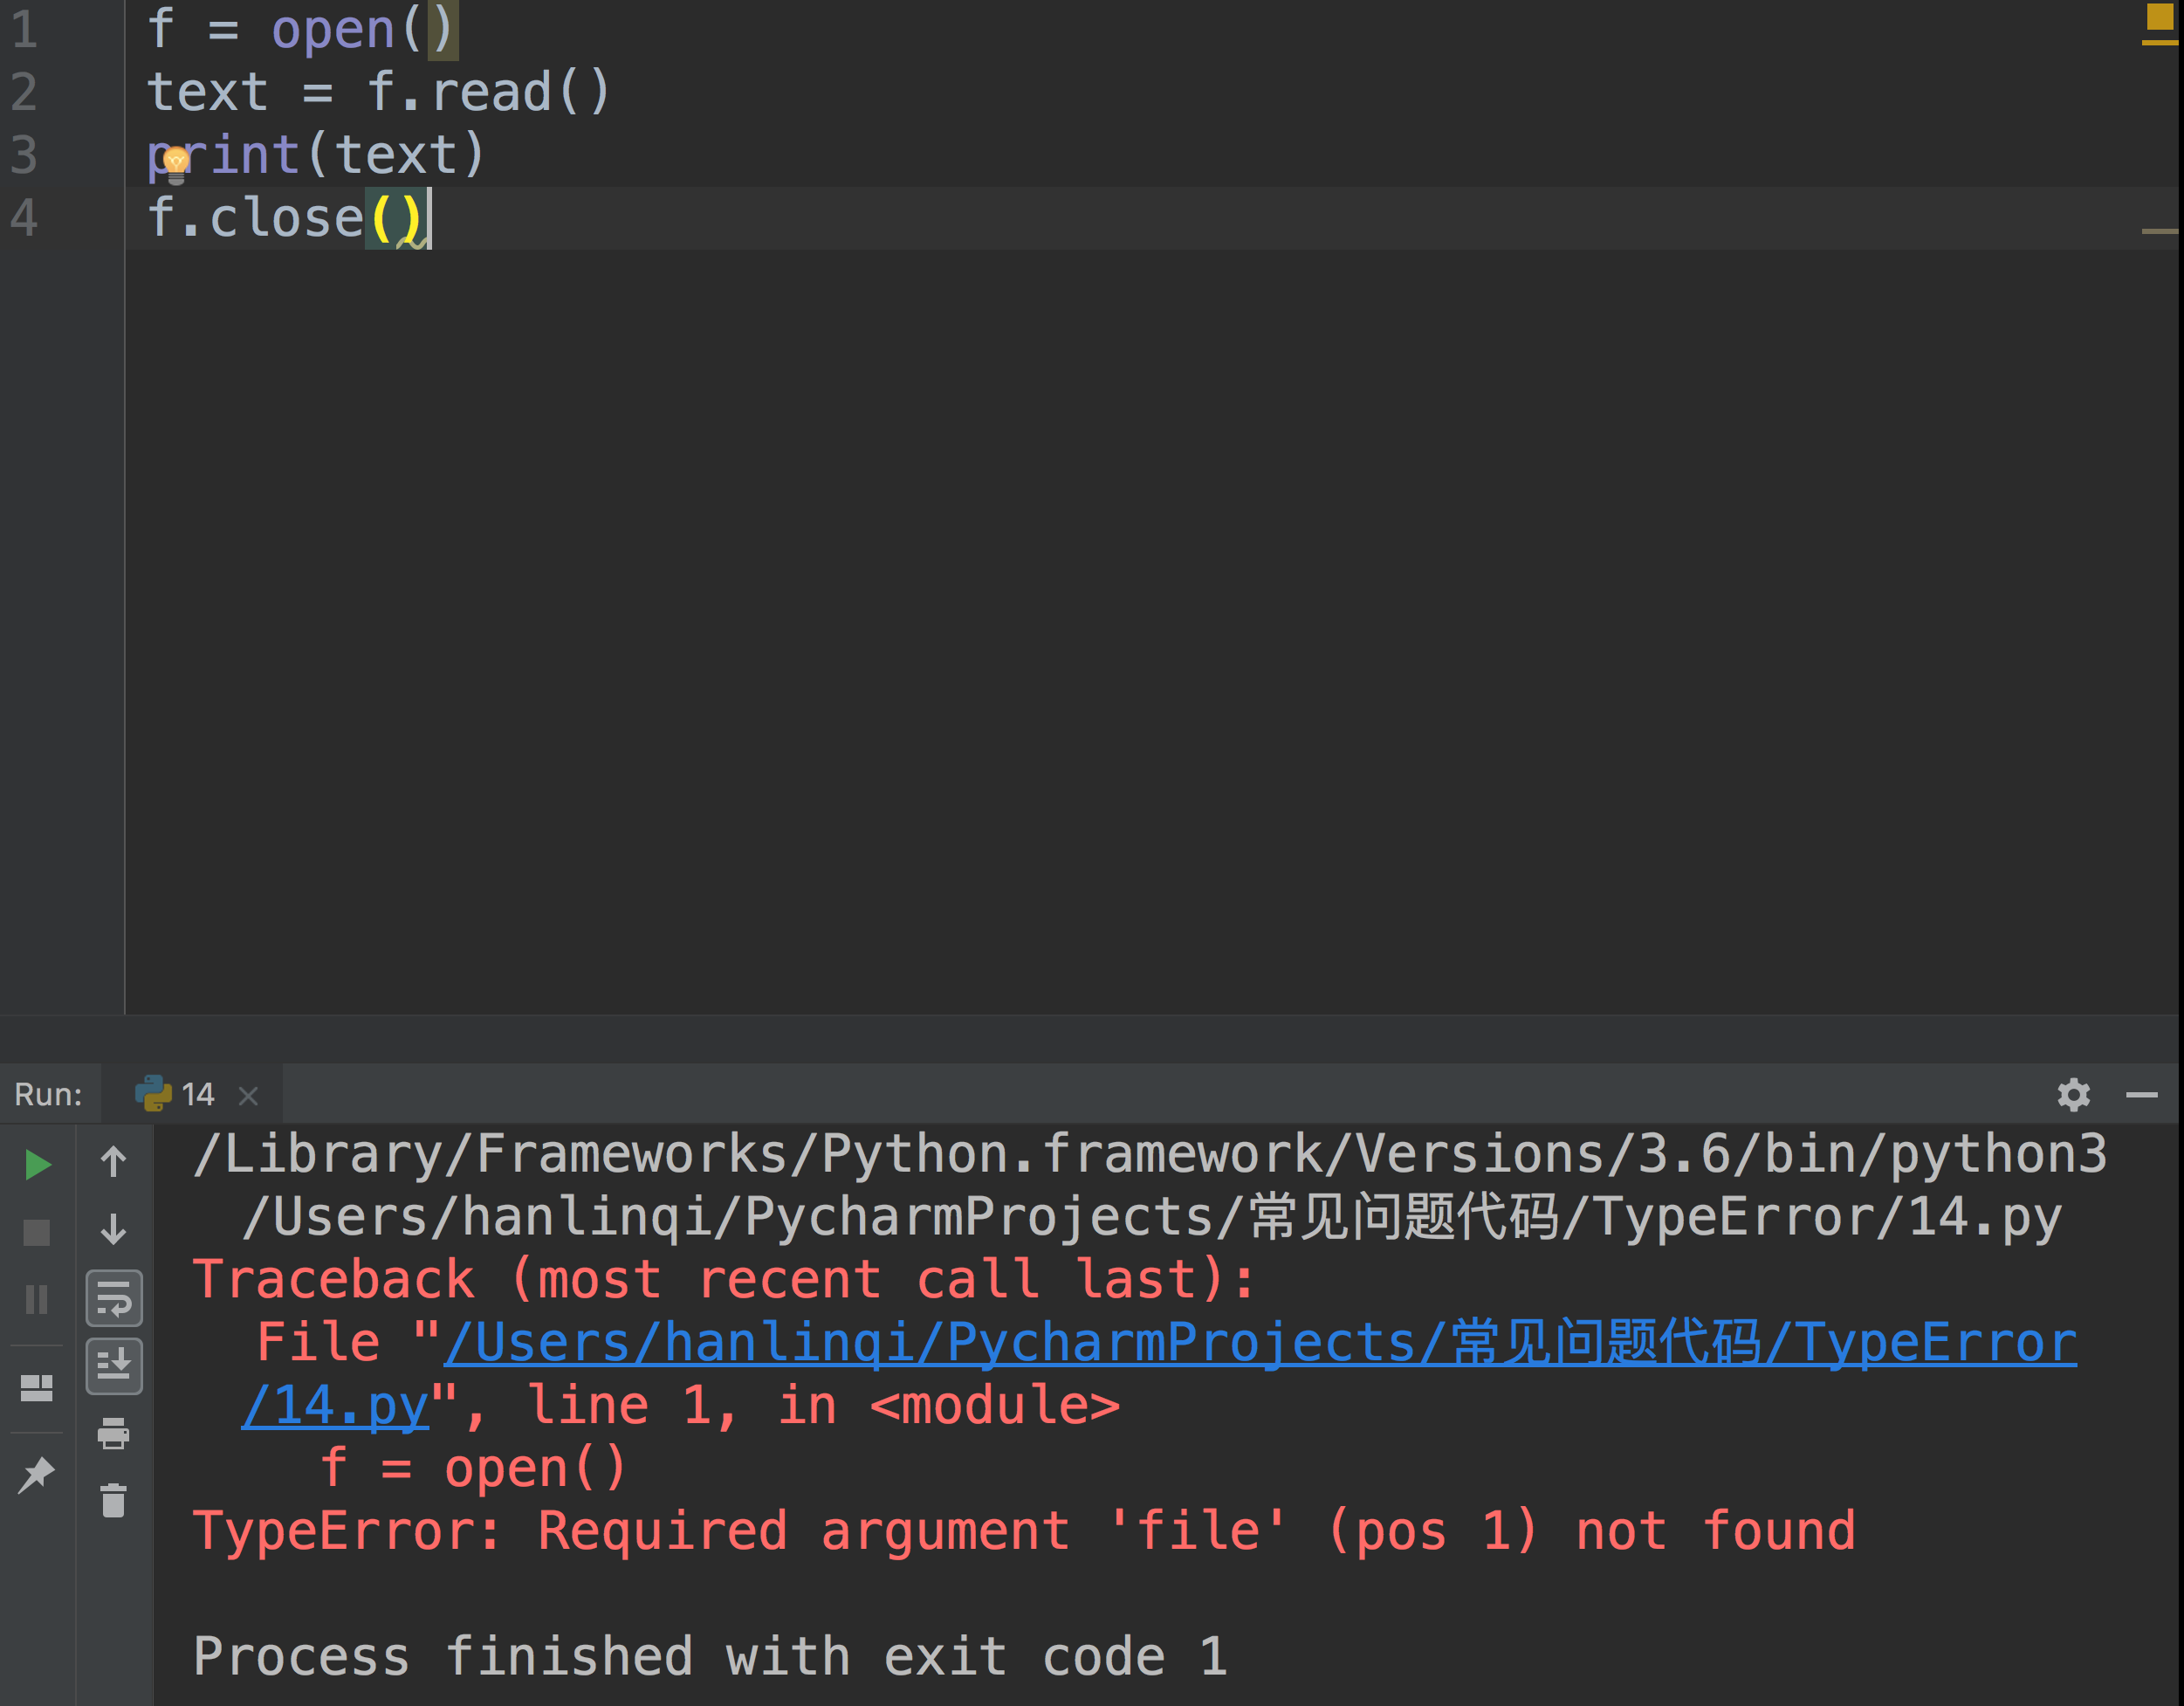 1 f = open()
2 text = f.read()
3 print(text)
4 f.close()
Run: 14
/Library/Frameworks/Python.framework/Versions/3.6/bin/python3
/Users/hanlinqi/PycharmProjects/常见问题代码/TypeError/14.py
Traceback (most recent call last):
File "/Users/hanlinqi/PycharmProjects/常见问题代码/TypeError
/14.py", line 1, in <module>
f = open()
TypeError: Required argument 'file' (pos 1) not found
Process finished with exit code 1